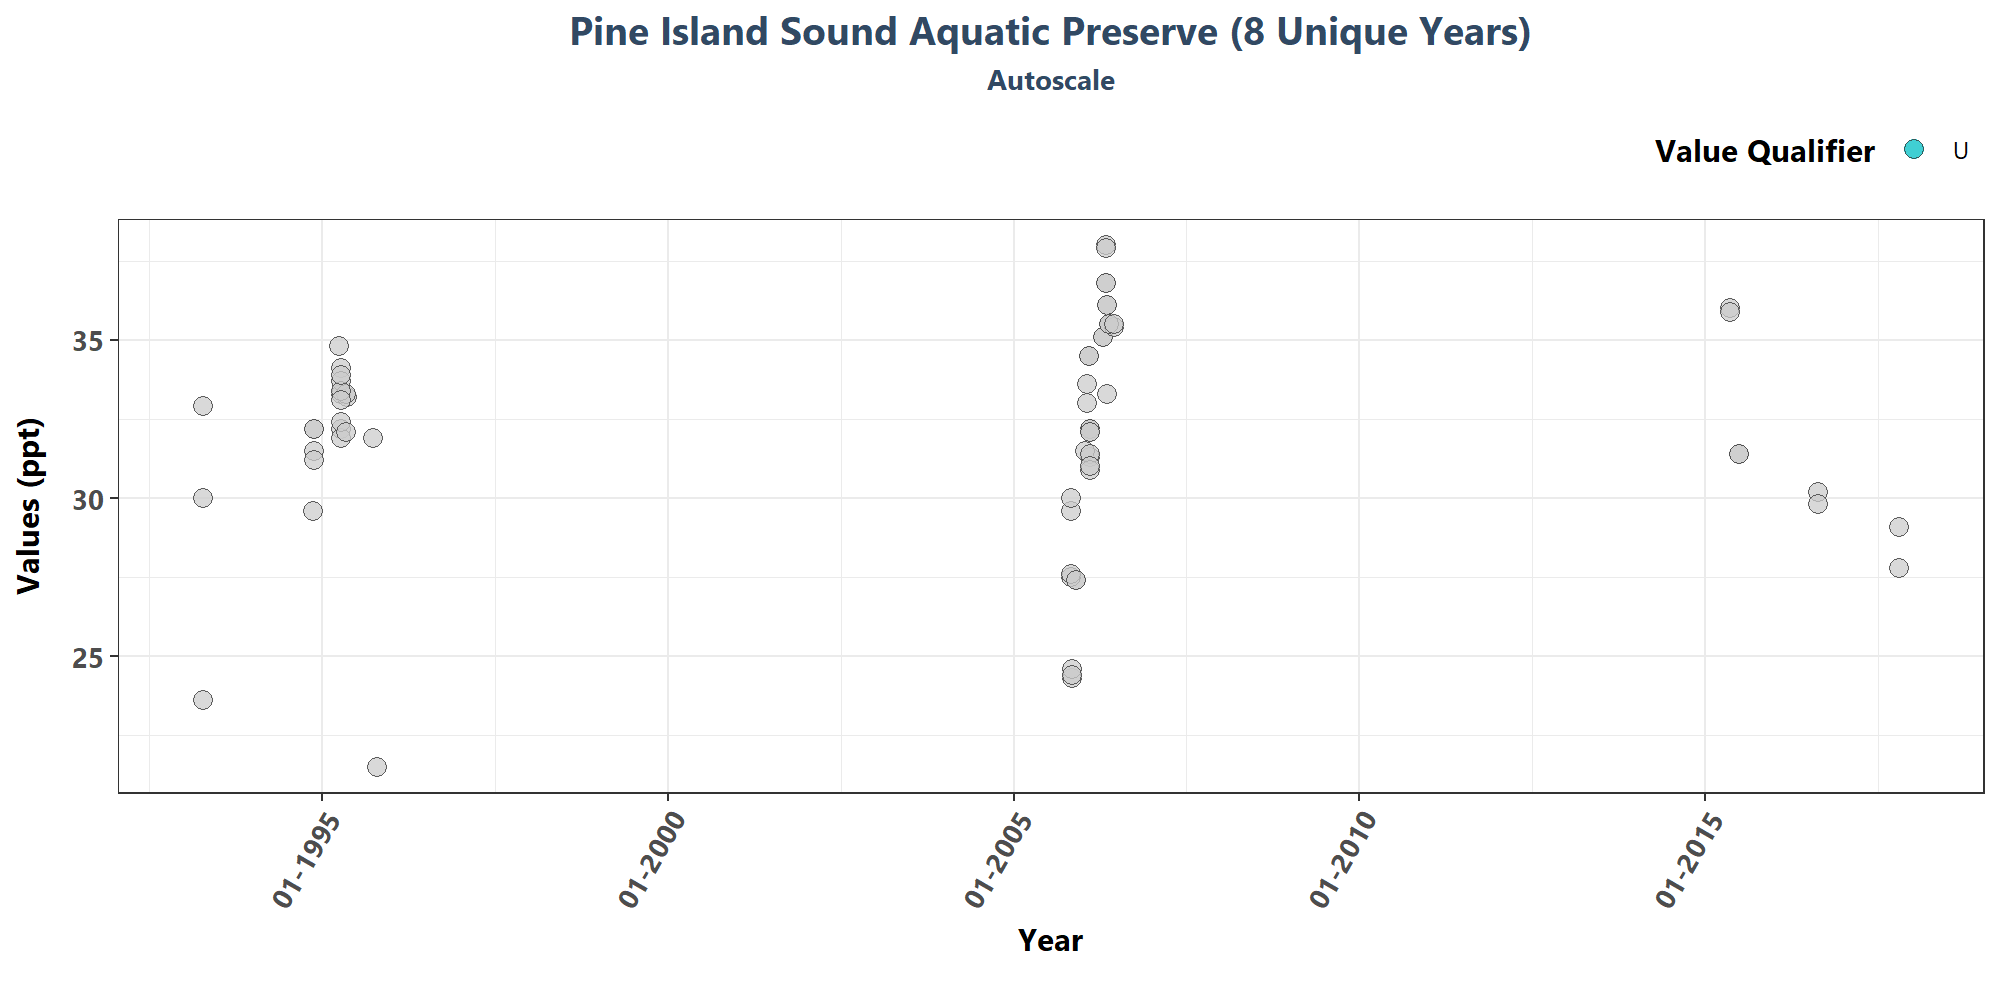 Pine Island Sound Aquatic Preserve (8 Unique Years)
Autoscale
Value Qualifier U
Values (ppt)
35
30
25
01-1995
01-2000
01-2005
01-2010
01-2015
Year